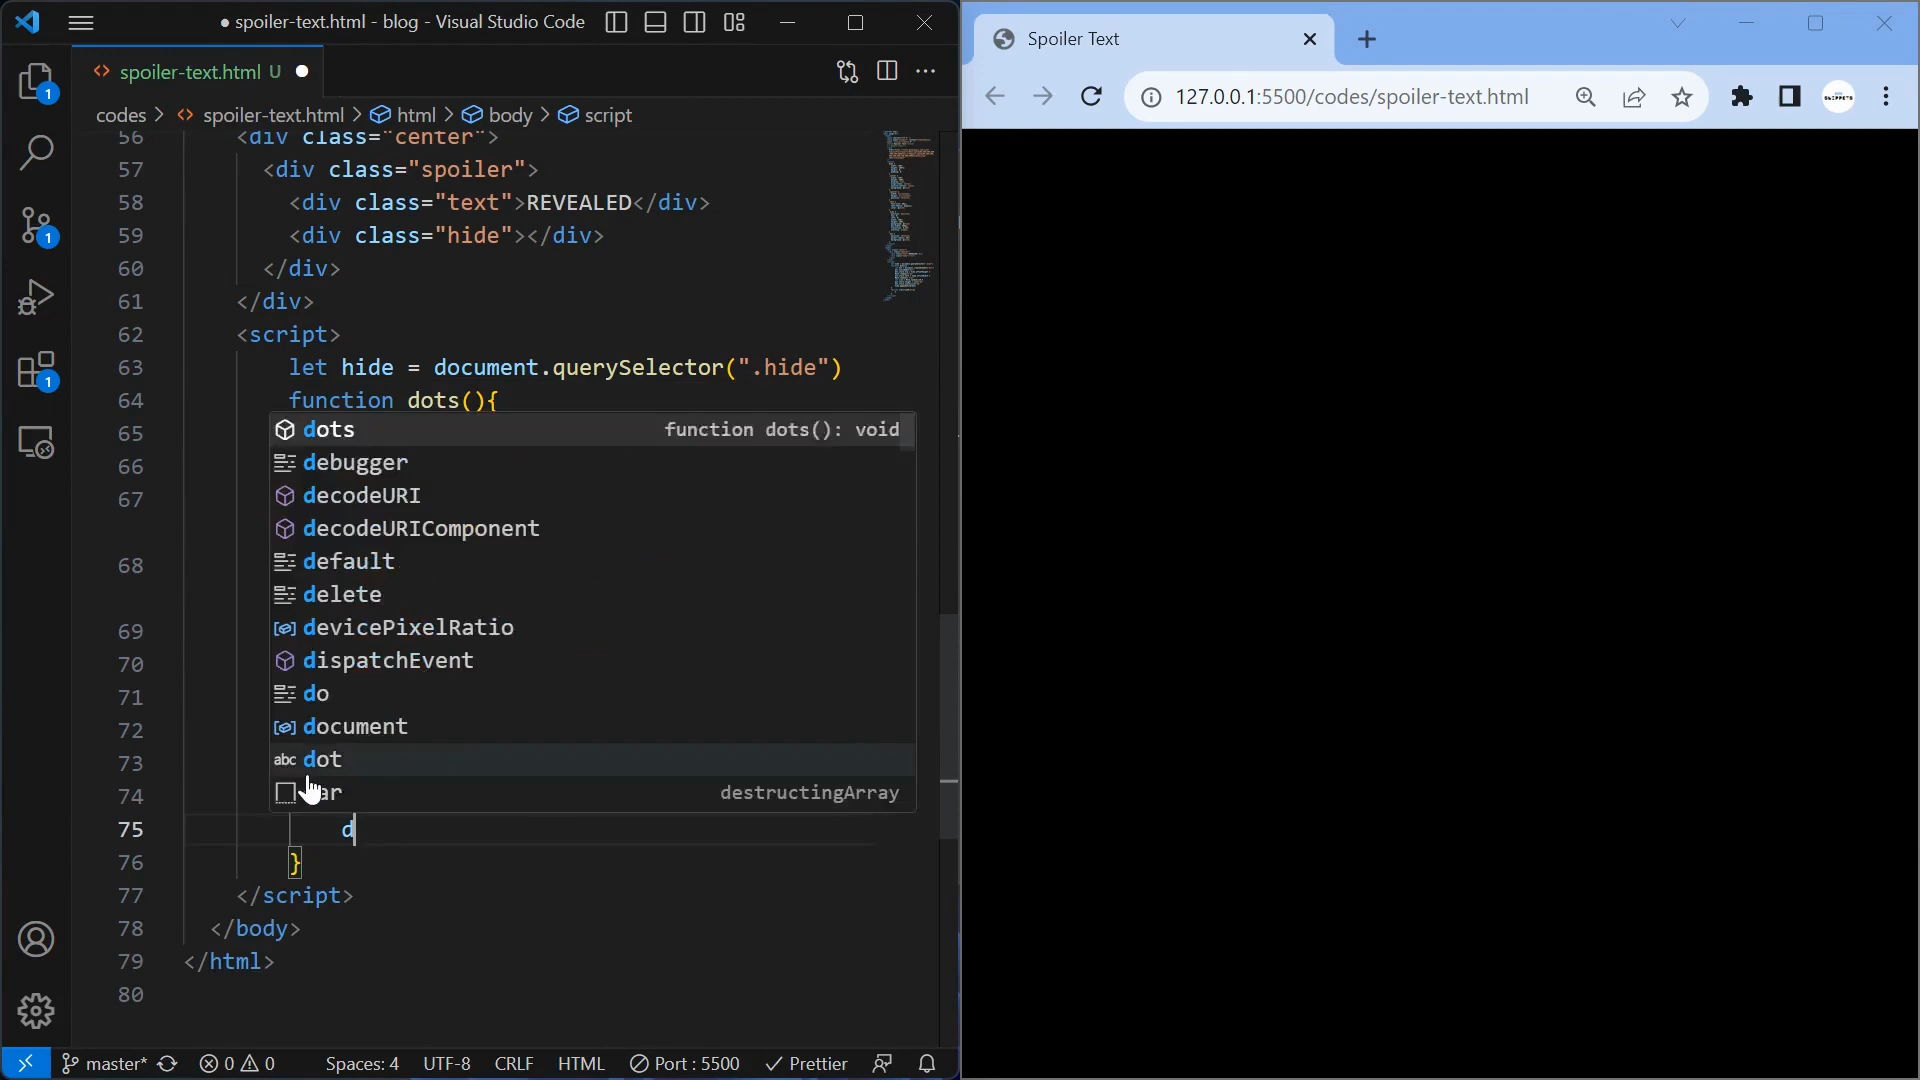 ● spoiler-text.html - blog - Visual Studio Code
spoiler-text.html U ●
codes > spoiler-text.html > html > body > script
56 <div class="center">
57 <div class="spoiler">
58 <div class="text">REVEALED</div>
59 <div class="hide"></div>
60 </div>
61 </div>
62 <script>
63 let hide = document.querySelector(".hide")
64 function dots(){
65
66
67
68
69
70
71
72
73
74
75 d
76 }
77 </script>
78 </body>
79 </html>
80
dots function dots(): void
debugger
decodeURI
decodeURIComponent
default
delete
devicePixelRatio
dispatchEvent
do
document
abc dot
destructingArray
1
1
1
master* 0 0 Spaces: 4 UTF-8 CRLF HTML Port : 5500 Prettier
Spoiler Text
127.0.0.1:5500/codes/spoiler-text.html